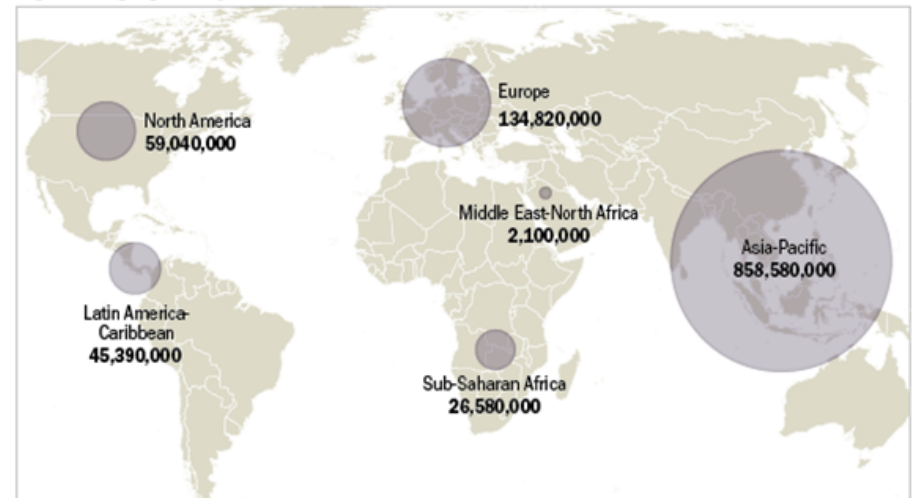 North America
59,040,000
Europe
134,820,000
Middle East-North Africa
2,100,000
Asia-Pacific
858,580,000
Latin America-
Caribbean
45,390,000
Sub-Saharan Africa
26,580,000